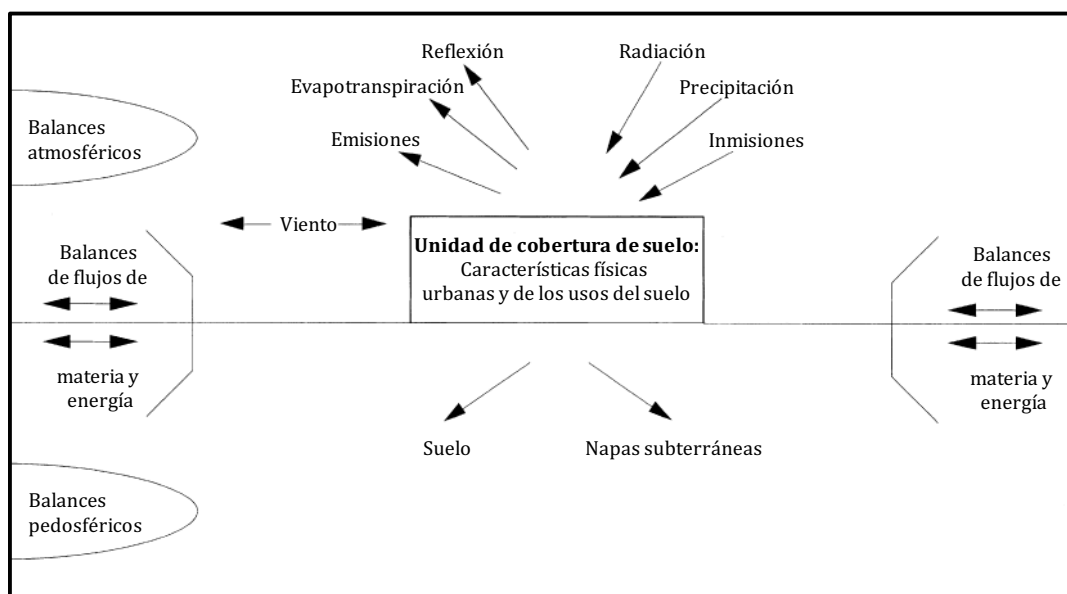 Reflexión
Radiación
Evapotranspiración
Precipitación
Balances
atmosféricos
Emisiones
Inmisiones
Viento
Unidad de cobertura de suelo:
Características físicas
urbanas y de los usos del suelo
Balances
de flujos de
materia y
energía
Balances
de flujos de
materia y
energía
Suelo
Napas subterráneas
Balances
pedosféricos